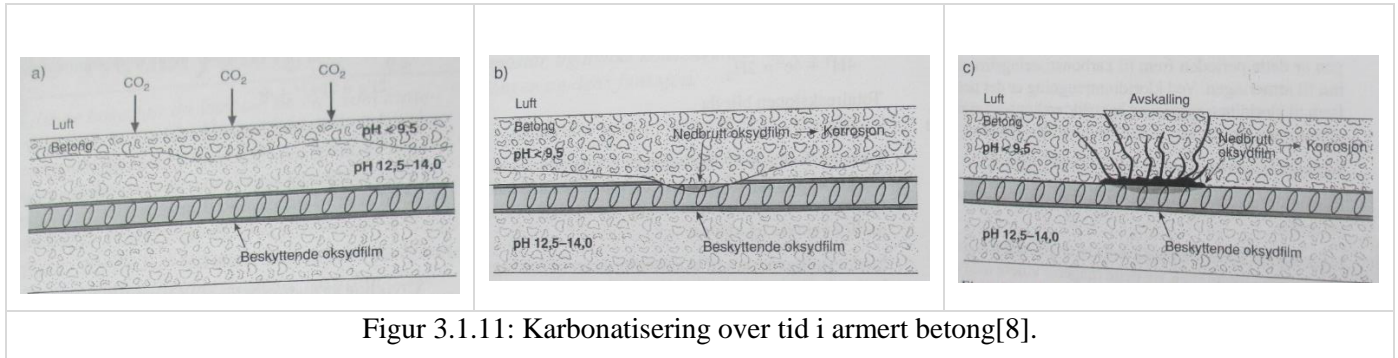 a)
CO2
CO2
CO2
Luft
Betong
pH < 9,5
pH 12,5–14,0
Beskyttende oksydfilm
b)
Luft
Betong
Nedbrutt oksydfilm → Korrosjon
pH < 9,5
Beskyttende oksydfilm
pH 12,5–14,0
c)
Luft
Avskalling
Betong
pH < 9,5
Nedbrutt
oksydfilm → Korrosjon
pH 12,5–14,0
Beskyttende oksydfilm
Figur 3.1.11: Karbonatisering over tid i armert betong[8].